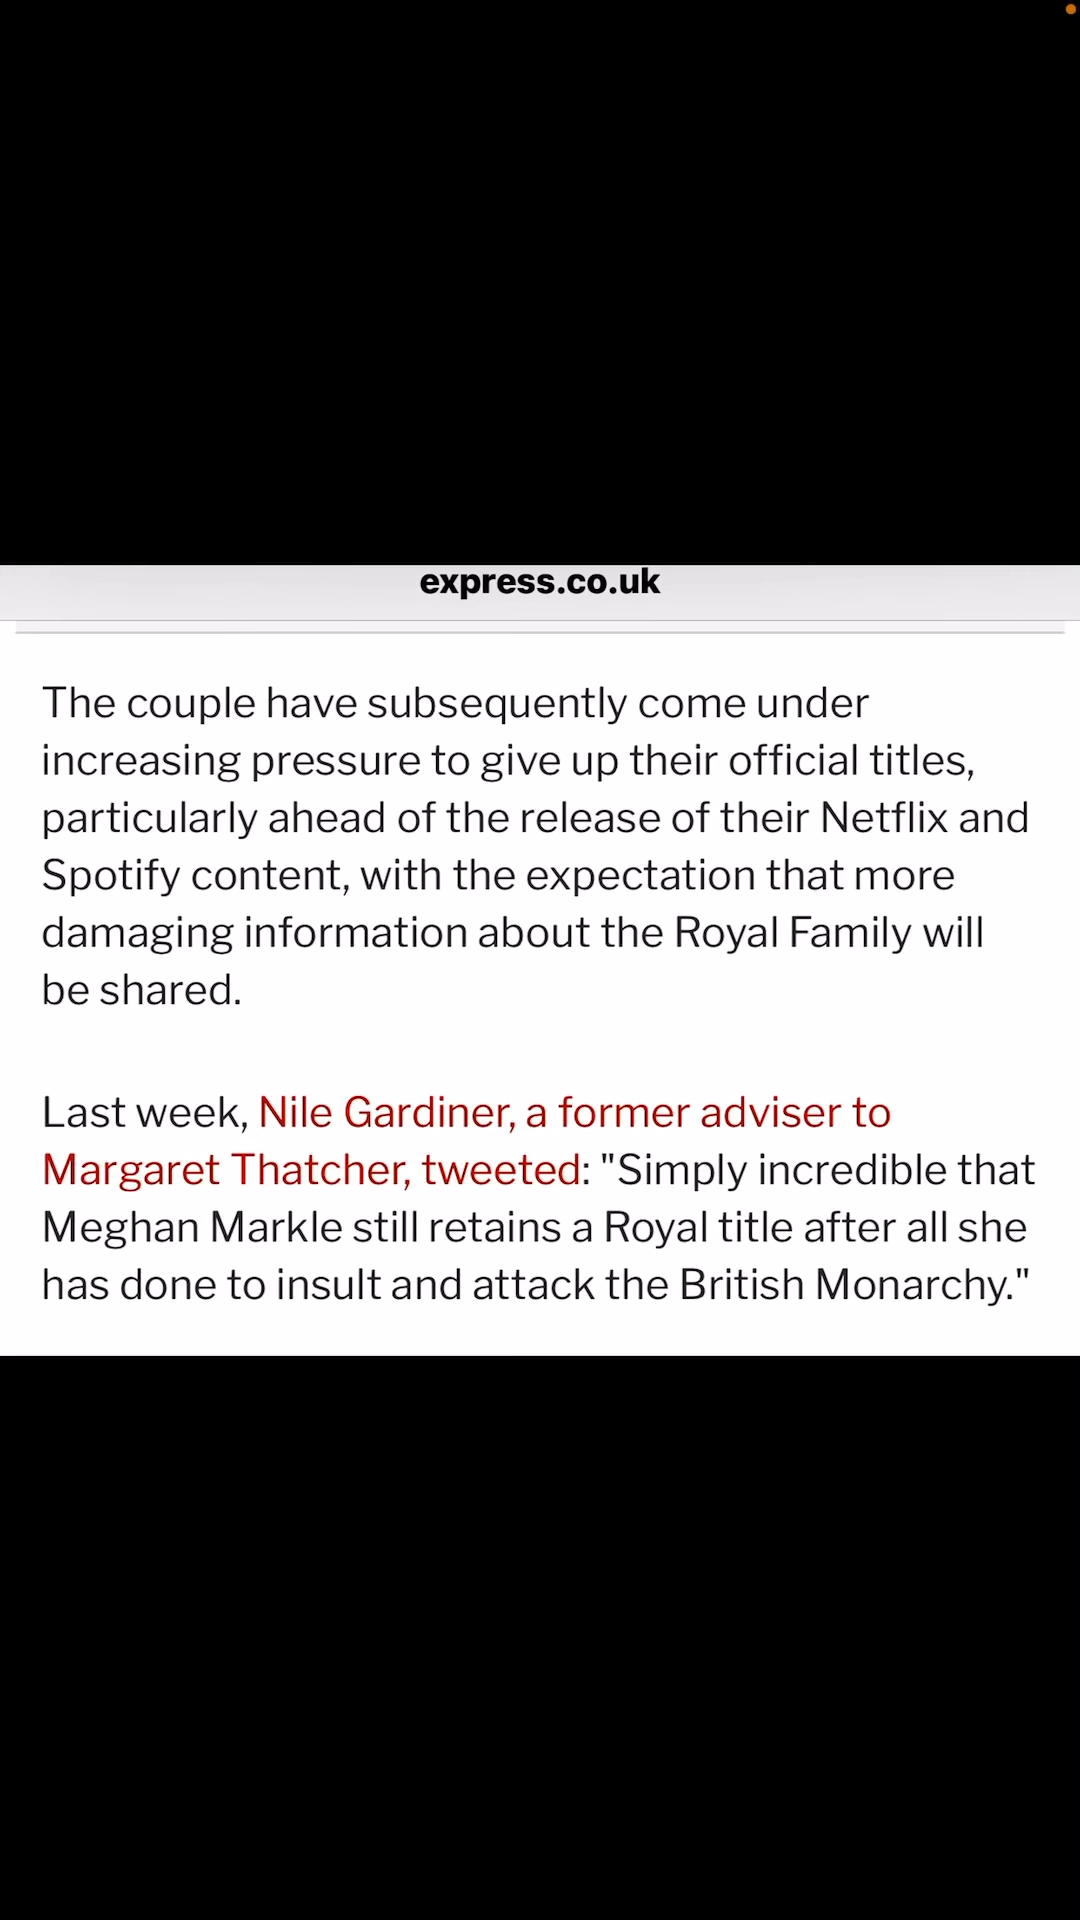 express.co.uk
The couple have subsequently come under
increasing pressure to give up their official titles,
particularly ahead of the release of their Netflix and
Spotify content, with the expectation that more
damaging information about the Royal Family will
be shared.
Last week, Nile Gardiner, a former adviser to
Margaret Thatcher, tweeted: "Simply incredible that
Meghan Markle still retains a Royal title after all she
has done to insult and attack the British Monarchy."